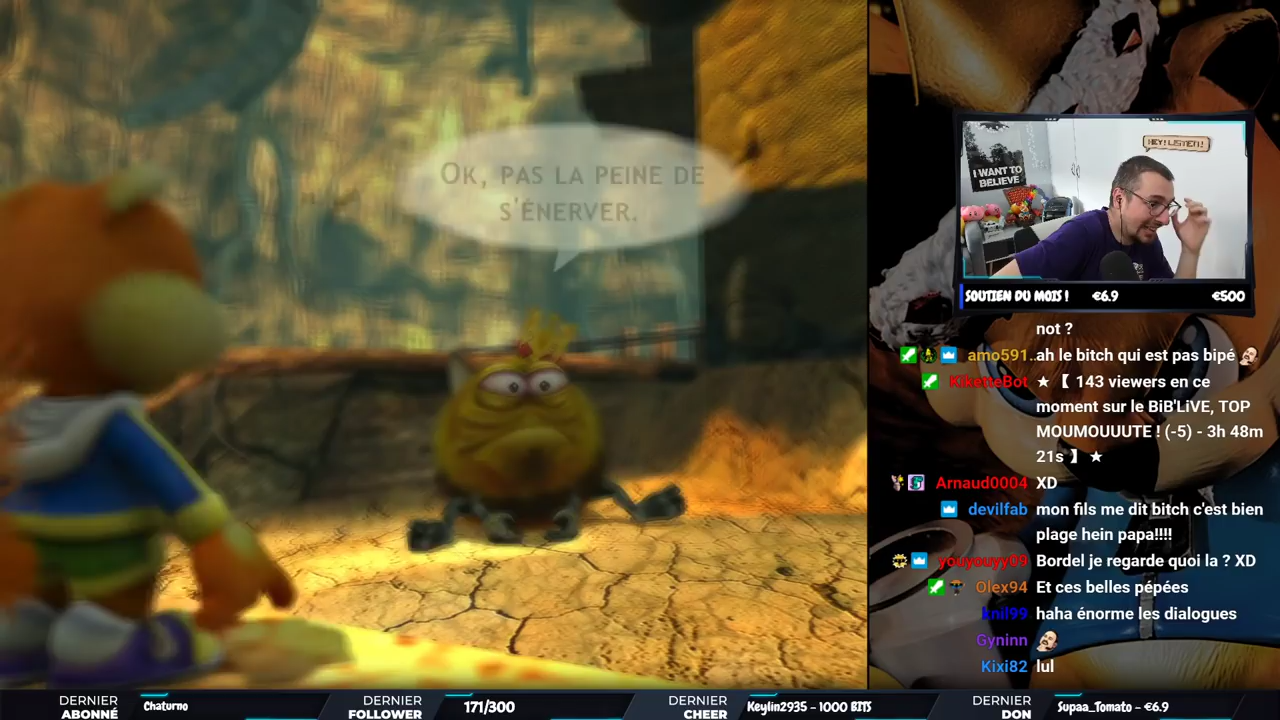 OK, PAS LA PEINE DE
S'ÉNERVER.
I WANT TO
BELIEVE
HEY! LISTEN!
SOUTIEN DU MOIS ! €6.9 €500
not ?
amo591.. ah le bitch qui est pas bipé
KiketteBot ★ 【 143 viewers en ce
moment sur le BiB'LiVE, TOP
MOUMOUUUTE ! (-5) - 3h 48m
21s 】 ★
Arnaud0004 XD
devilfab mon fils me dit bitch c'est bien
plage hein papa!!!!
youyouyy09 Bordel je regarde quoi la ? XD
Olex94 Et ces belles pépées
knil99 haha énorme les dialogues
Gyninn
Kixi82 lul
DERNIER
ABONNÉ
Chaturno
DERNIER
FOLLOWER
171/300
DERNIER
CHEER
Keylin2935 - 1000 BITS
DERNIER
DON
Supaa_Tomato - €6.9